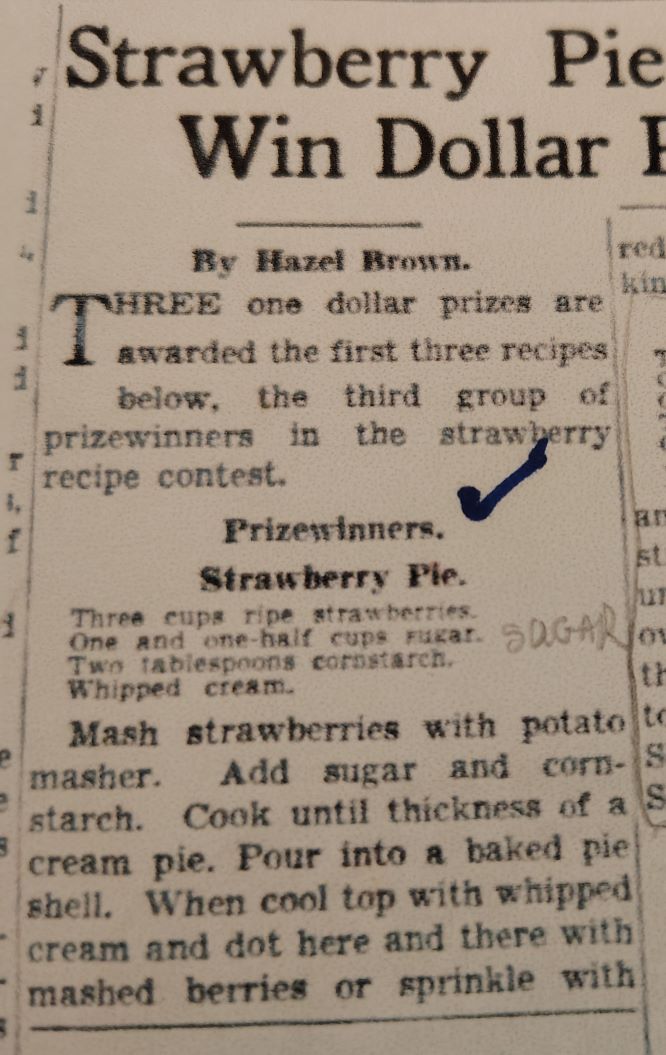 Strawberry Pie
Win Dollar
By Hazel Brown.
THREE one dollar prizes are
awarded the first three recipes
below, the third group of
prizewinners in the strawberry
recipe contest.
Prizewinners.
Strawberry Pie.
Three cups ripe strawberries.
One and one-half cups sugar. SUGAR
Two tablespoons cornstarch.
Whipped cream.
Mash strawberries with potato
masher. Add sugar and corn-
starch. Cook until thickness of a
cream pie. Pour into a baked pie
shell. When cool top with whipped
cream and dot here and there with
mashed berries or sprinkle with
red